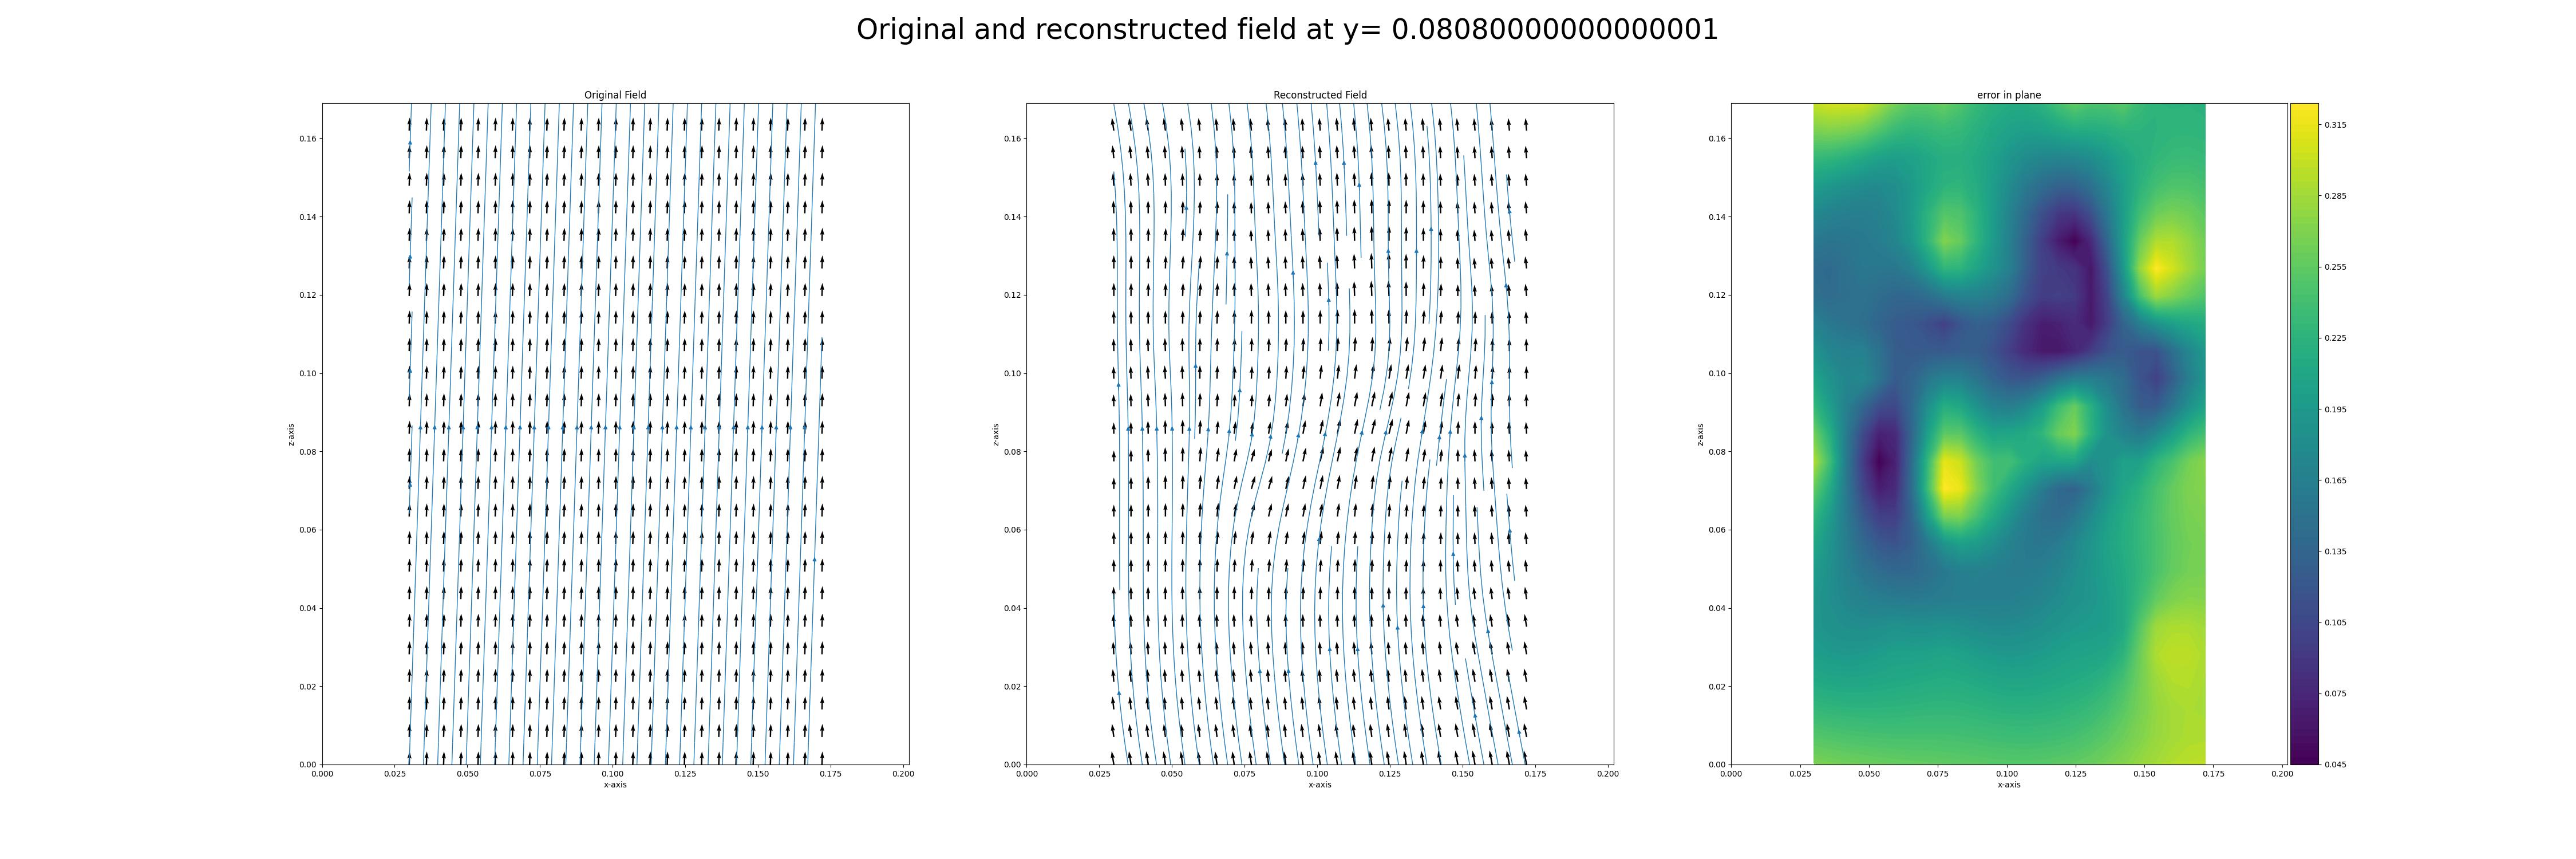 Original and reconstructed field at y= 0.08080000000000001
Original Field
0.16
0.14
0.12
0.10
0.08
0.06
0.04
0.02
0.00
z-axis
0.000 0.025 0.050 0.075 0.100 0.125 0.150 0.175 0.200
x-axis
Reconstructed Field
0.16
0.14
0.12
0.10
0.08
0.06
0.04
0.02
0.00
z-axis
0.000 0.025 0.050 0.075 0.100 0.125 0.150 0.175 0.200
x-axis
error in plane
0.16
0.14
0.12
0.10
0.08
0.06
0.04
0.02
0.00
z-axis
0.000 0.025 0.050 0.075 0.100 0.125 0.150 0.175 0.200
x-axis
0.315
0.285
0.255
0.225
0.195
0.165
0.135
0.105
0.075
0.045